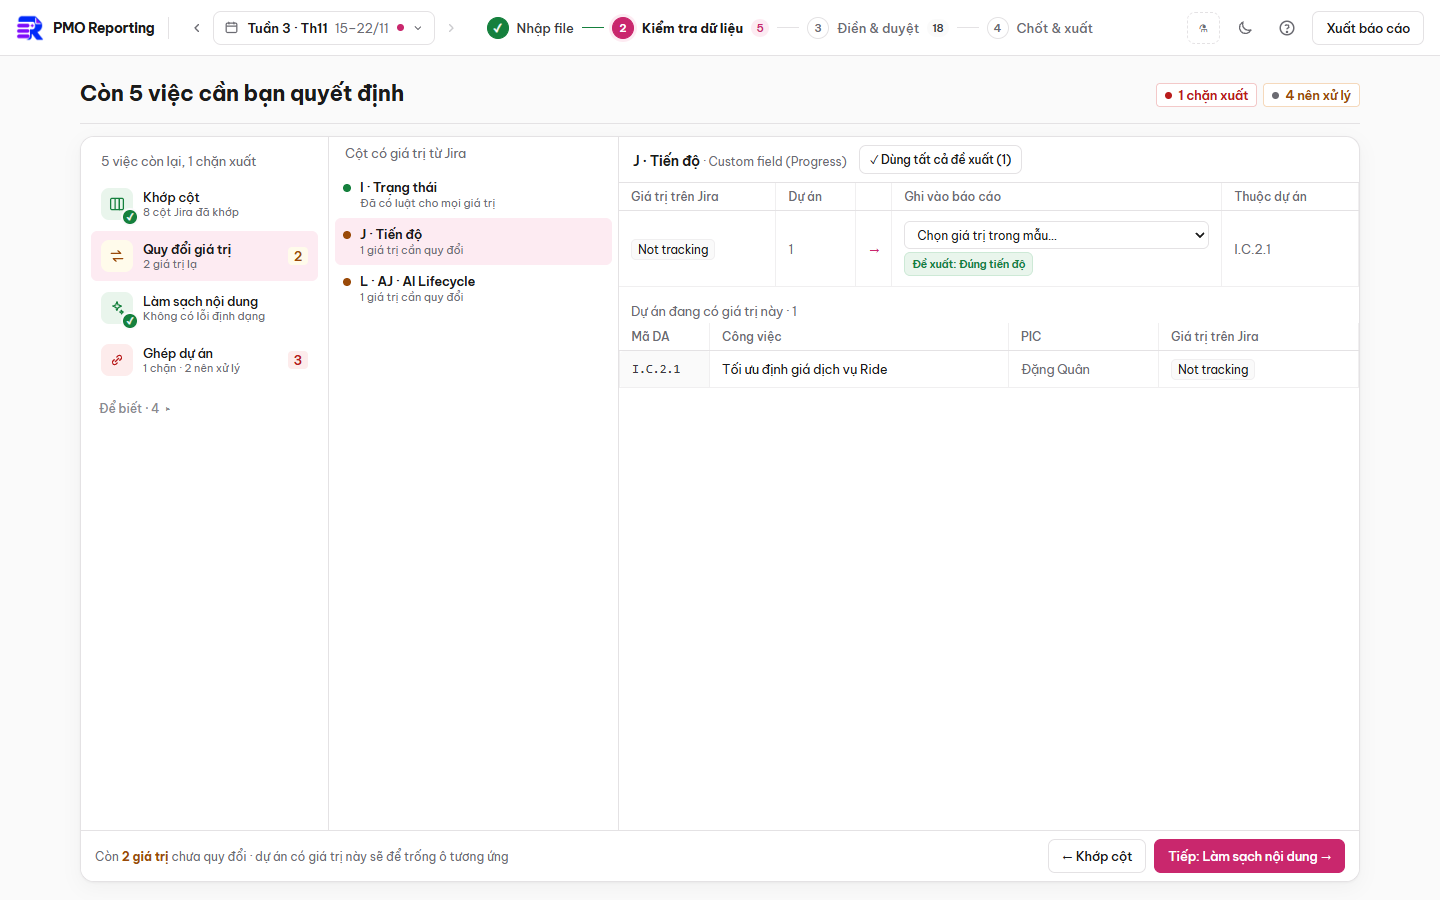 PMO Reporting
Tuần 3 · Th11 15–22/11
Nhập file
2 Kiểm tra dữ liệu 5
3 Điền & duyệt 18
4 Chốt & xuất
Xuất báo cáo
Còn 5 việc cần bạn quyết định
1 chặn xuất
4 nên xử lý
5 việc còn lại, 1 chặn xuất
Khớp cột
8 cột Jira đã khớp
Quy đổi giá trị
2 giá trị lạ
2
Làm sạch nội dung
Không có lỗi định dạng
Ghép dự án
1 chặn · 2 nên xử lý
3
Để biết · 4 ▸
Cột có giá trị từ Jira
I · Trạng thái
Đã có luật cho mọi giá trị
J · Tiến độ
1 giá trị cần quy đổi
L · AJ · AI Lifecycle
1 giá trị cần quy đổi
J · Tiến độ · Custom field (Progress)
✓ Dùng tất cả đề xuất (1)
Giá trị trên Jira
Dự án
Ghi vào báo cáo
Thuộc dự án
Not tracking
1
→
Chọn giá trị trong mẫu...
Đề xuất: Đúng tiến độ
I.C.2.1
Dự án đang có giá trị này · 1
Mã DA
Công việc
PIC
Giá trị trên Jira
I.C.2.1
Tối ưu định giá dịch vụ Ride
Đặng Quân
Not tracking
Còn 2 giá trị chưa quy đổi · dự án có giá trị này sẽ để trống ô tương ứng
← Khớp cột
Tiếp: Làm sạch nội dung →